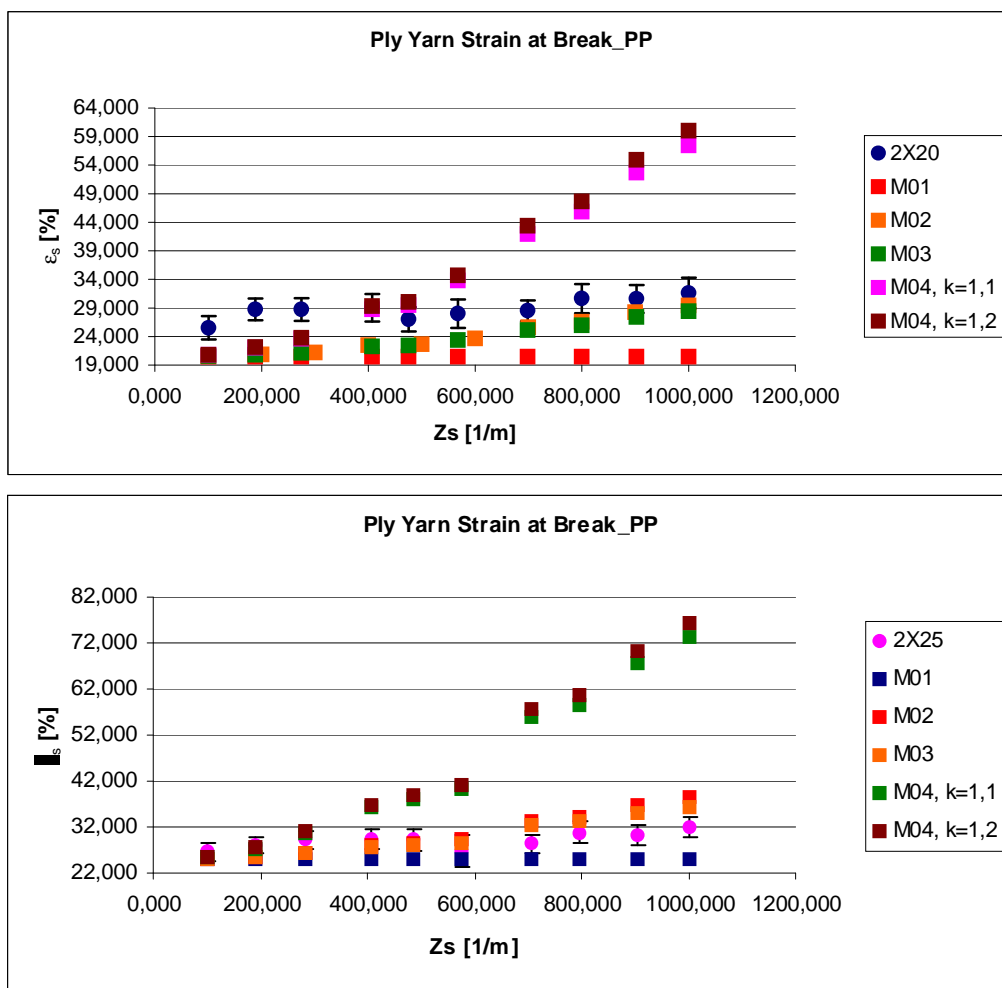 Ply Yarn Strain at Break_PP
64,000
59,000
54,000
49,000
44,000
39,000
34,000
29,000
24,000
19,000
εs [%]
0,000 200,000 400,000 600,000 800,000 1000,000 1200,000
Zs [1/m]
2X20
M01
M02
M03
M04, k=1,1
M04, k=1,2
Ply Yarn Strain at Break_PP
82,000
72,000
62,000
52,000
42,000
32,000
22,000
s [%]
0,000 200,000 400,000 600,000 800,000 1000,000 1200,000
Zs [1/m]
2X25
M01
M02
M03
M04, k=1,1
M04, k=1,2